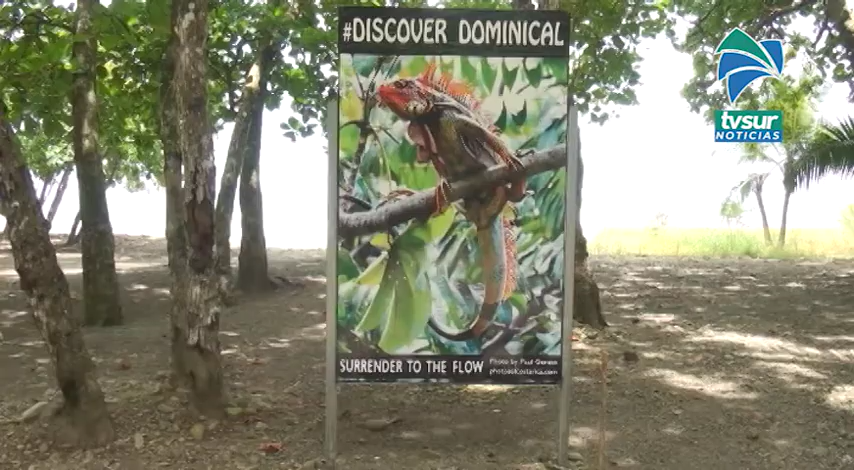 #DISCOVER DOMINICAL
tvsur
NOTICIAS
SURRENDER TO THE FLOW